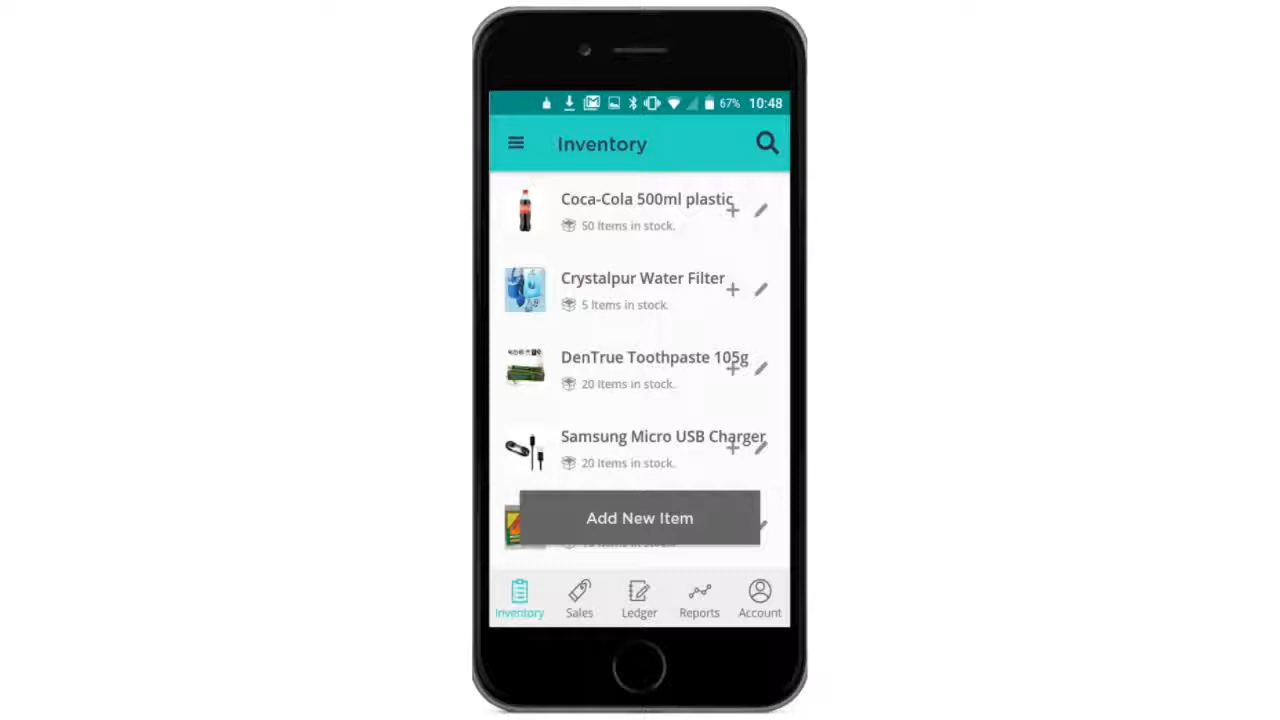 67% 10:48
Inventory
Coca-Cola 500ml plastic
50 Items in stock.
Crystalpur Water Filter
5 Items in stock.
DenTrue Toothpaste 105g
20 Items in stock.
Samsung Micro USB Charger
20 Items in stock.
Add New Item
Inventory Sales Ledger Reports Account